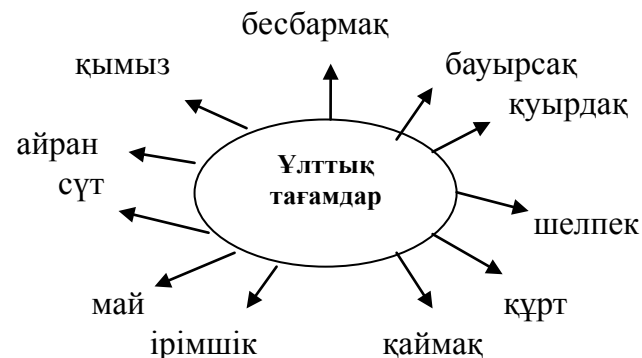 бесбармақ
қымыз
бауырсақ
қуырдақ
айран
сүт
Ұлттық
тағамдар
шелпек
май
құрт
ірімшік
қаймақ